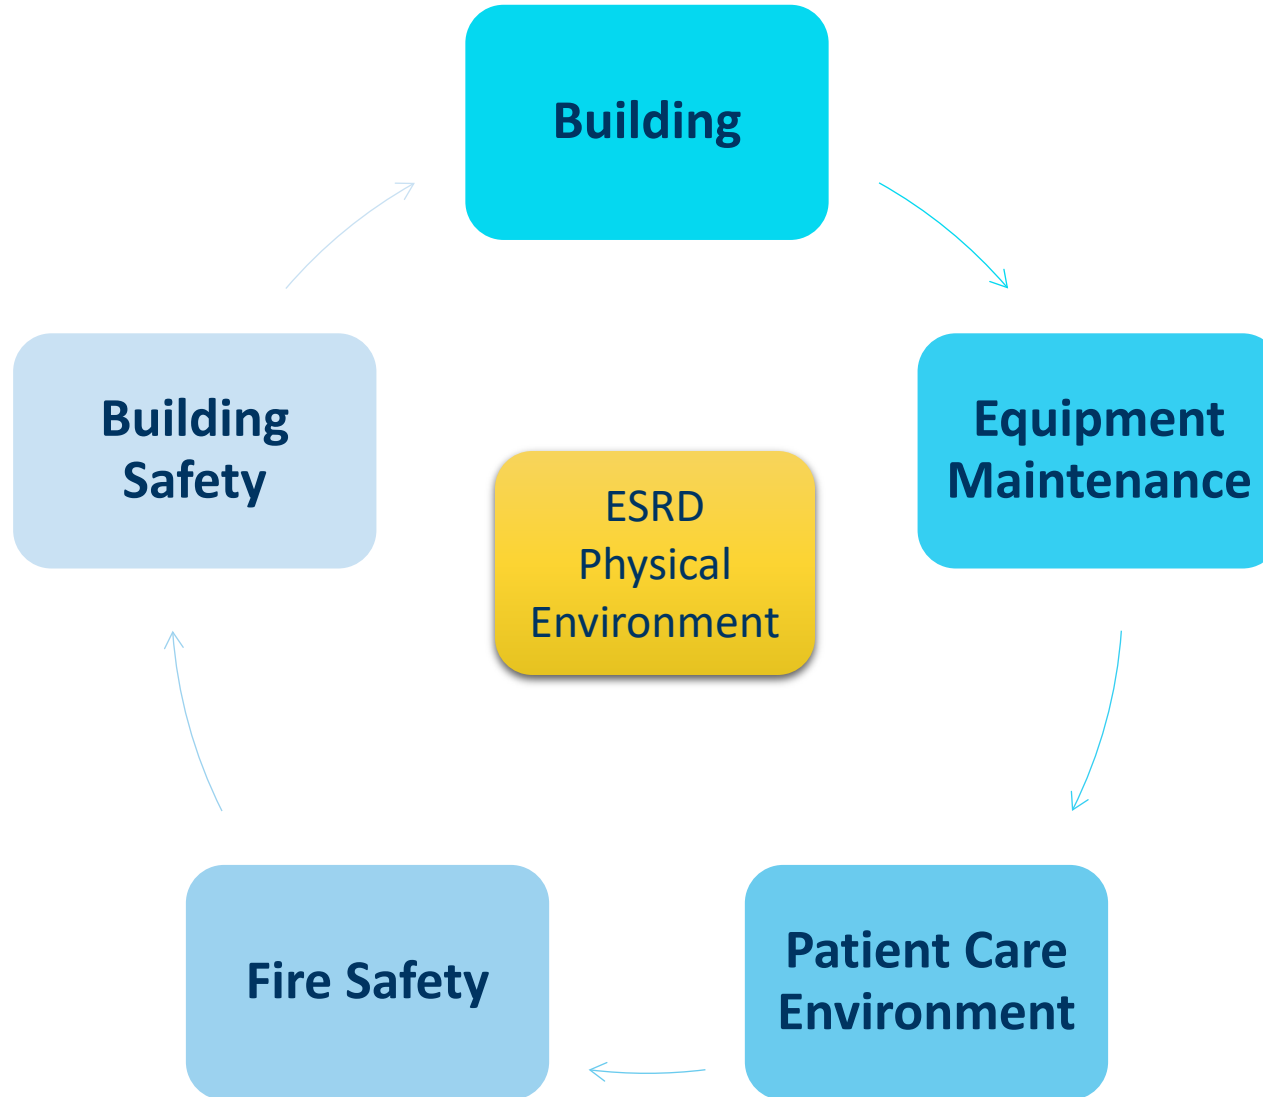 Building
Equipment
Maintenance
Patient Care
Environment
Fire Safety
Building
Safety
ESRD
Physical
Environment